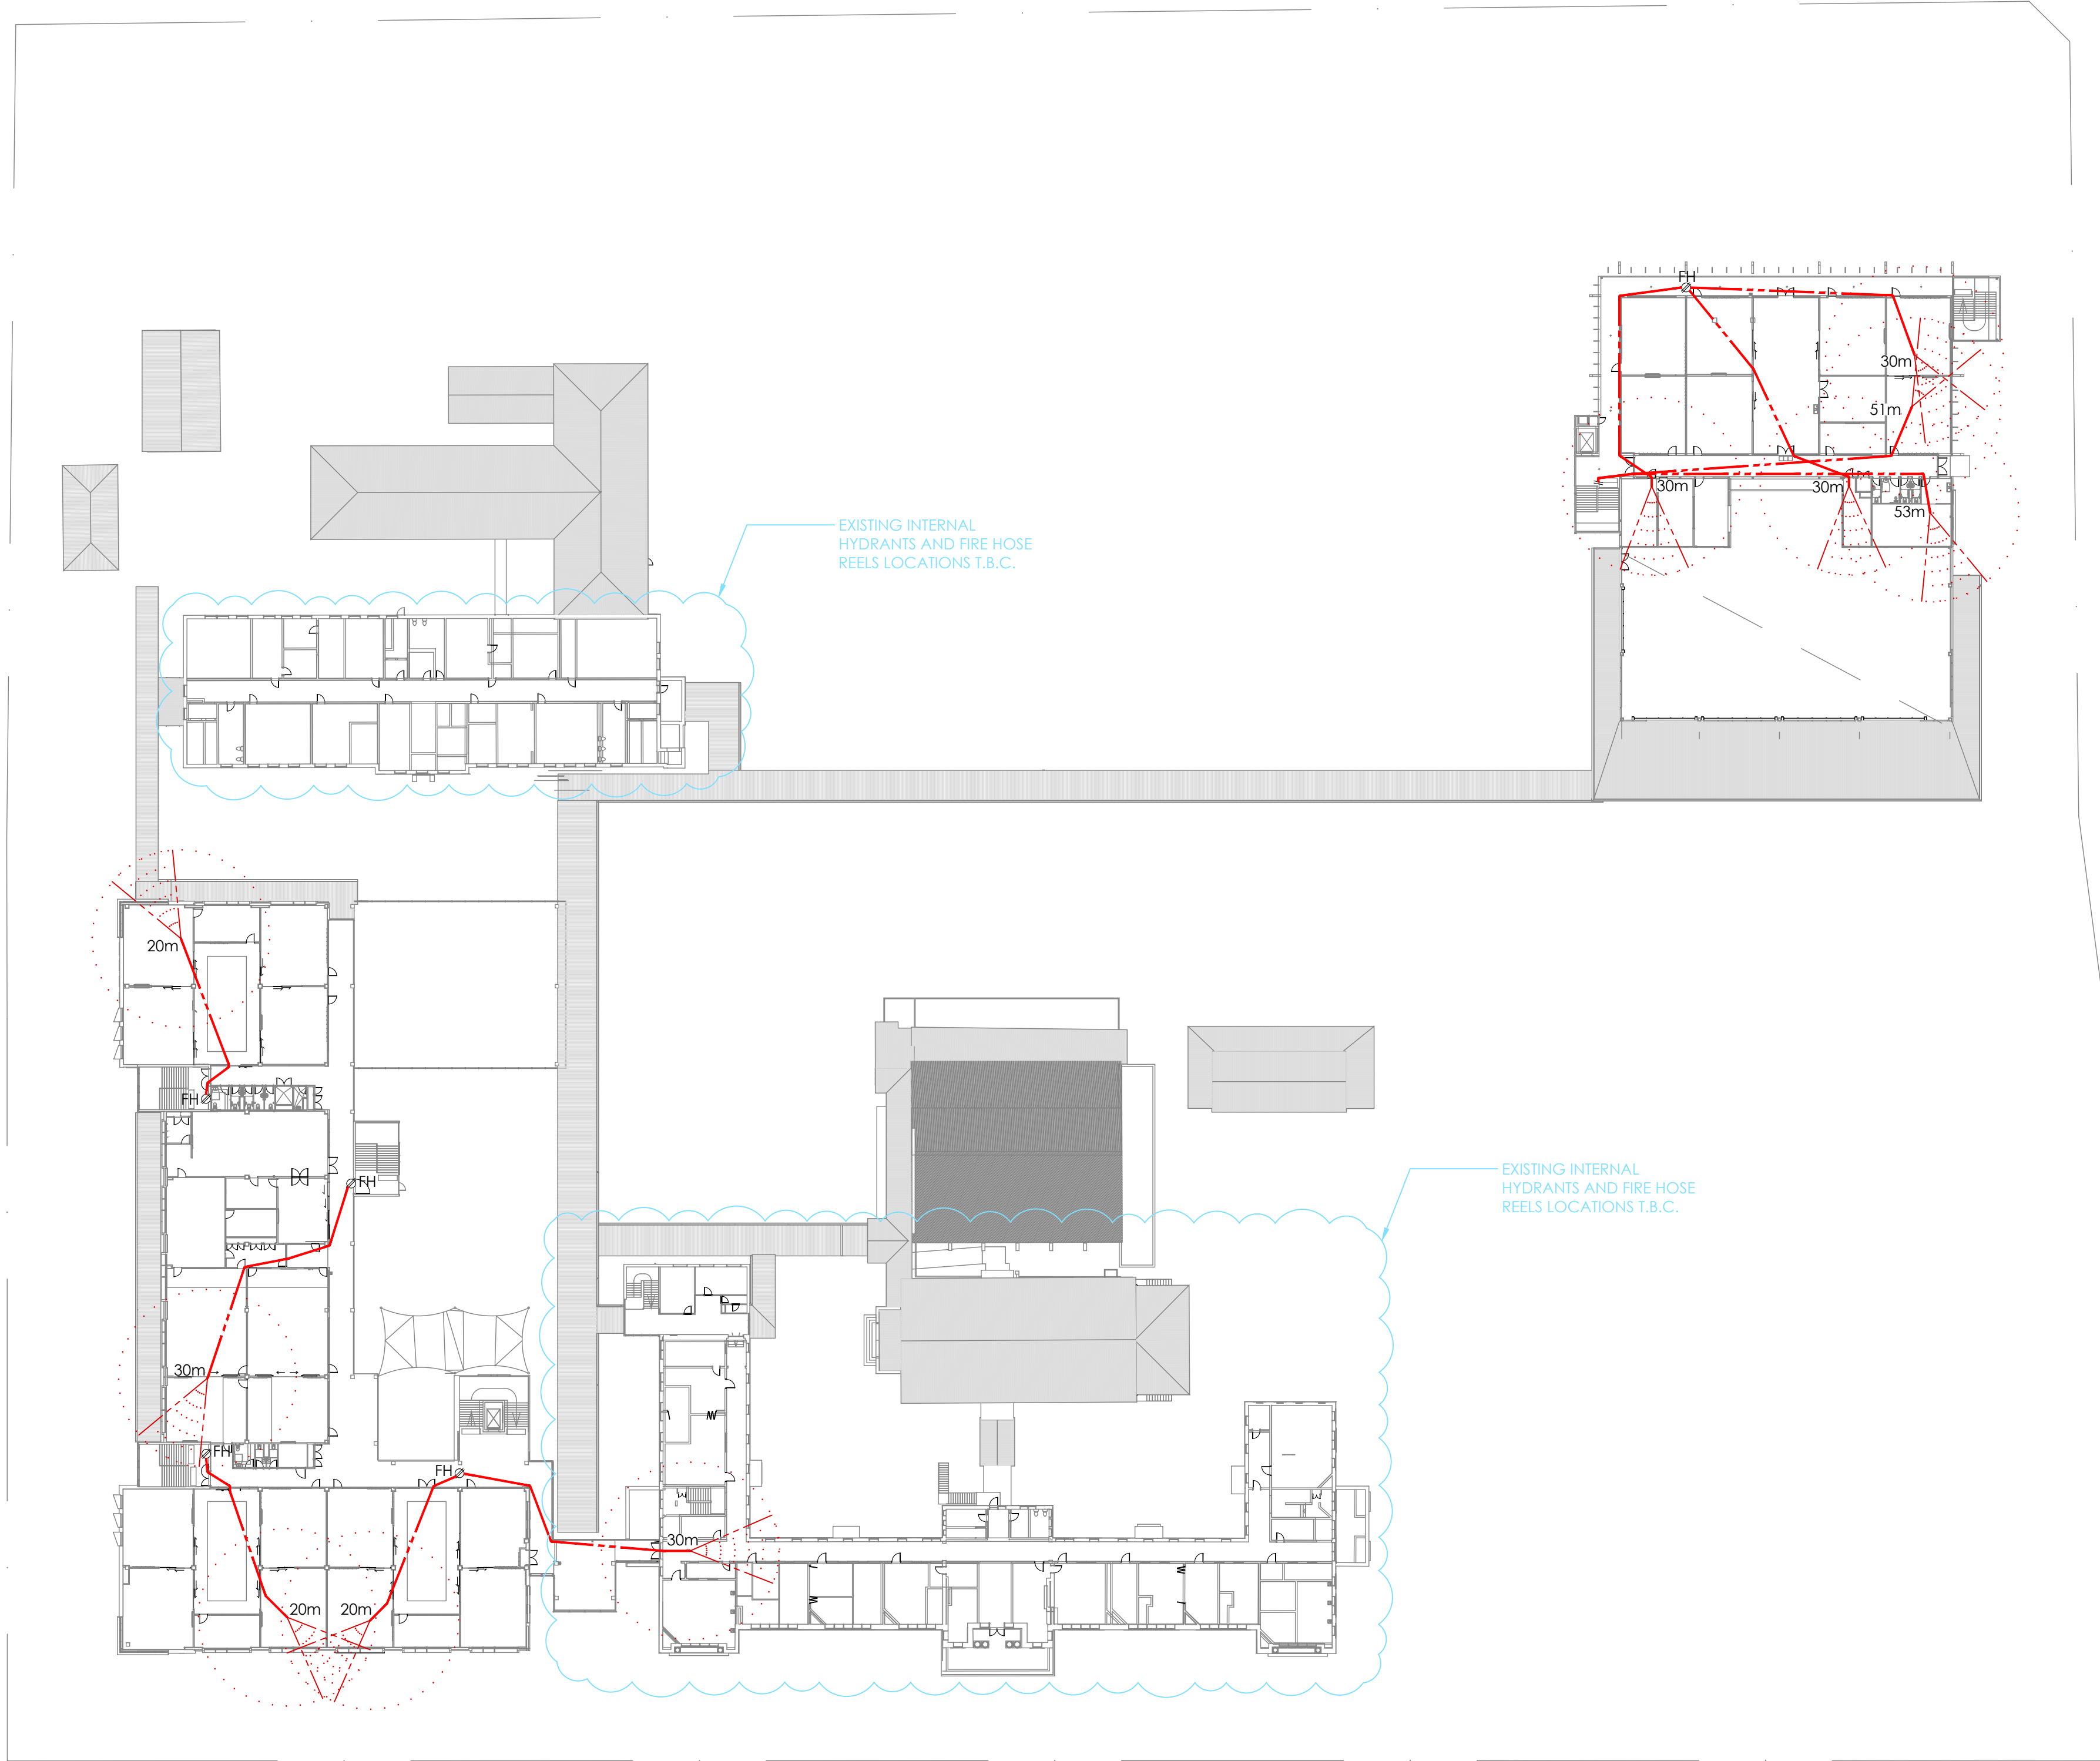 FH
30m
51m
30m
30m
53m
EXISTING INTERNAL
HYDRANTS AND FIRE HOSE
REELS LOCATIONS T.B.C.
20m
FH
FH
EXISTING INTERNAL
HYDRANTS AND FIRE HOSE
REELS LOCATIONS T.B.C.
30m
FH
FH
30m
20m
20m